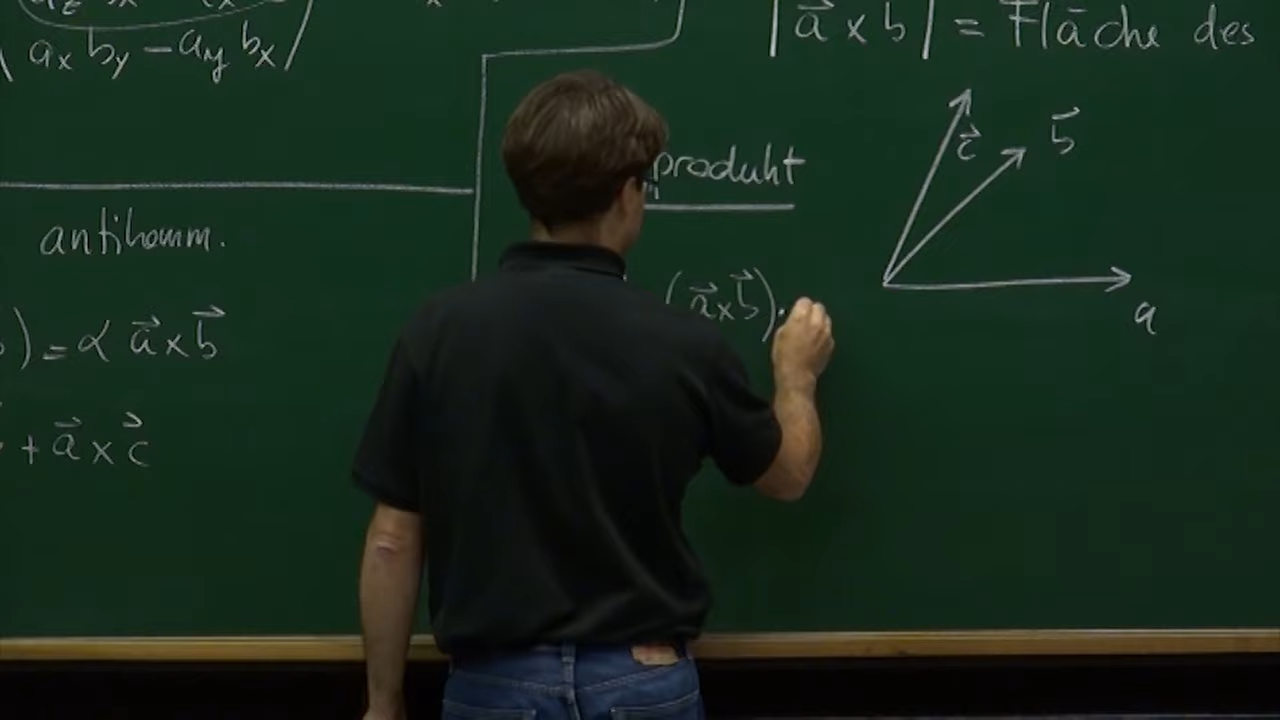 a_x b_y - a_y b_x
antikomm.
) = α a⃗ × b⃗
+ a⃗ × c⃗
|a⃗ × b⃗| = Fläche des
produkt
(a⃗ × b⃗) ·
c⃗
b⃗
a